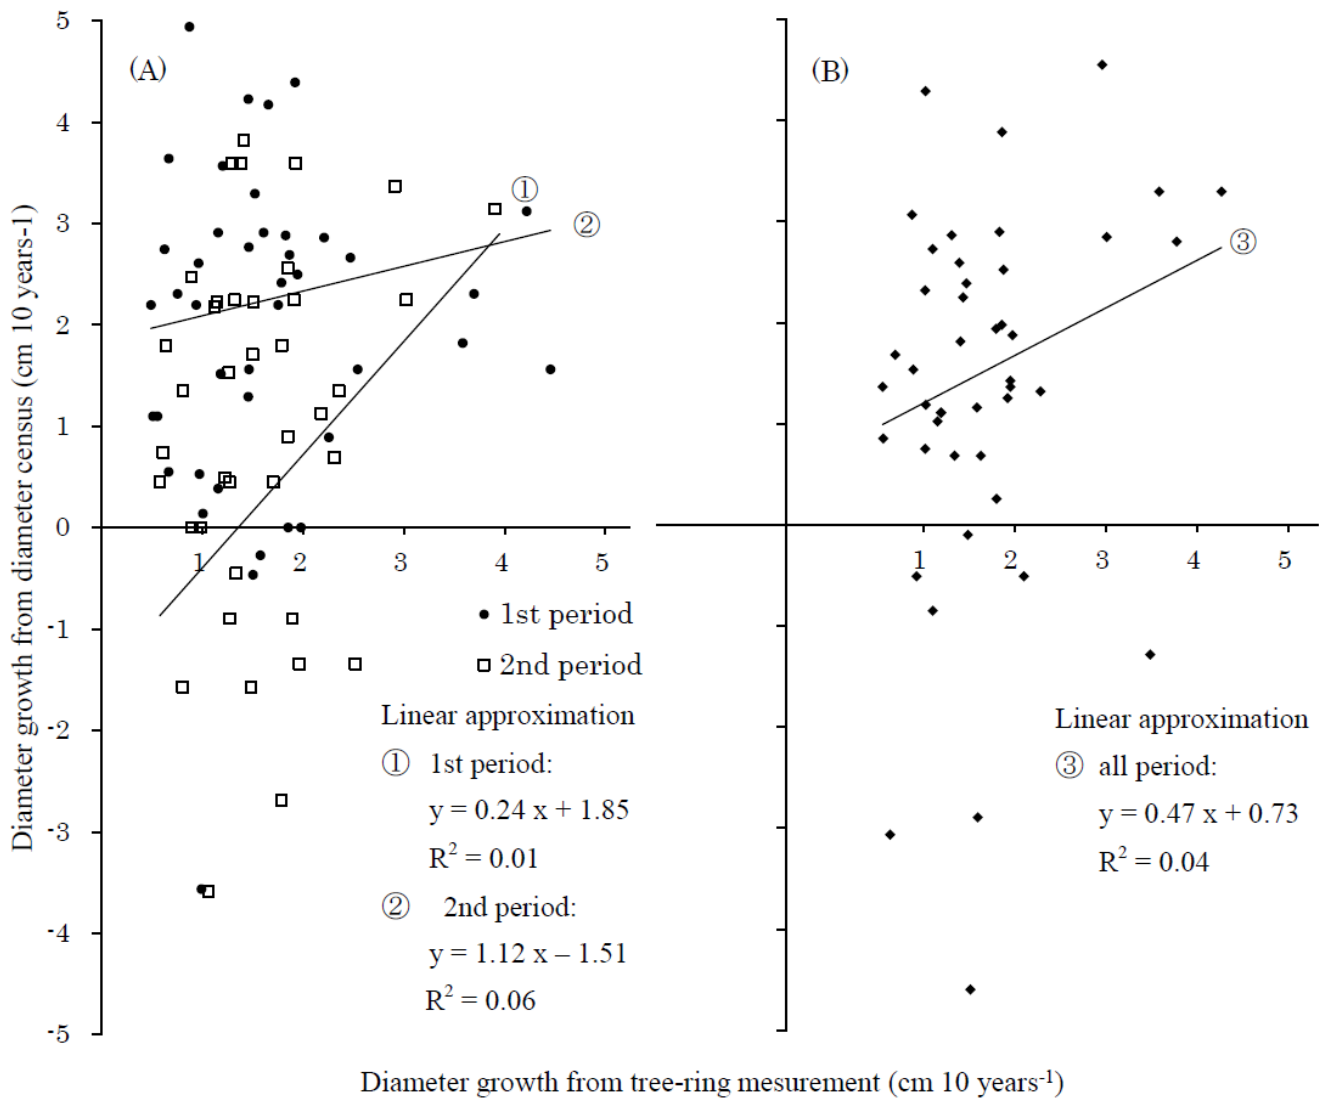 Diameter growth from diameter census (cm 10 years-1)
5
4
3
2
1
0
-1
-2
-3
-4
-5
(A)
①
②
1
2
3
4
5
1st period
2nd period
Linear approximation
① 1st period:
y = 0.24 x + 1.85
R² = 0.01
② 2nd period:
y = 1.12 x – 1.51
R² = 0.06
(B)
③
1
2
3
4
5
Linear approximation
③ all period:
y = 0.47 x + 0.73
R² = 0.04
Diameter growth from tree-ring mesurement (cm 10 years⁻¹)